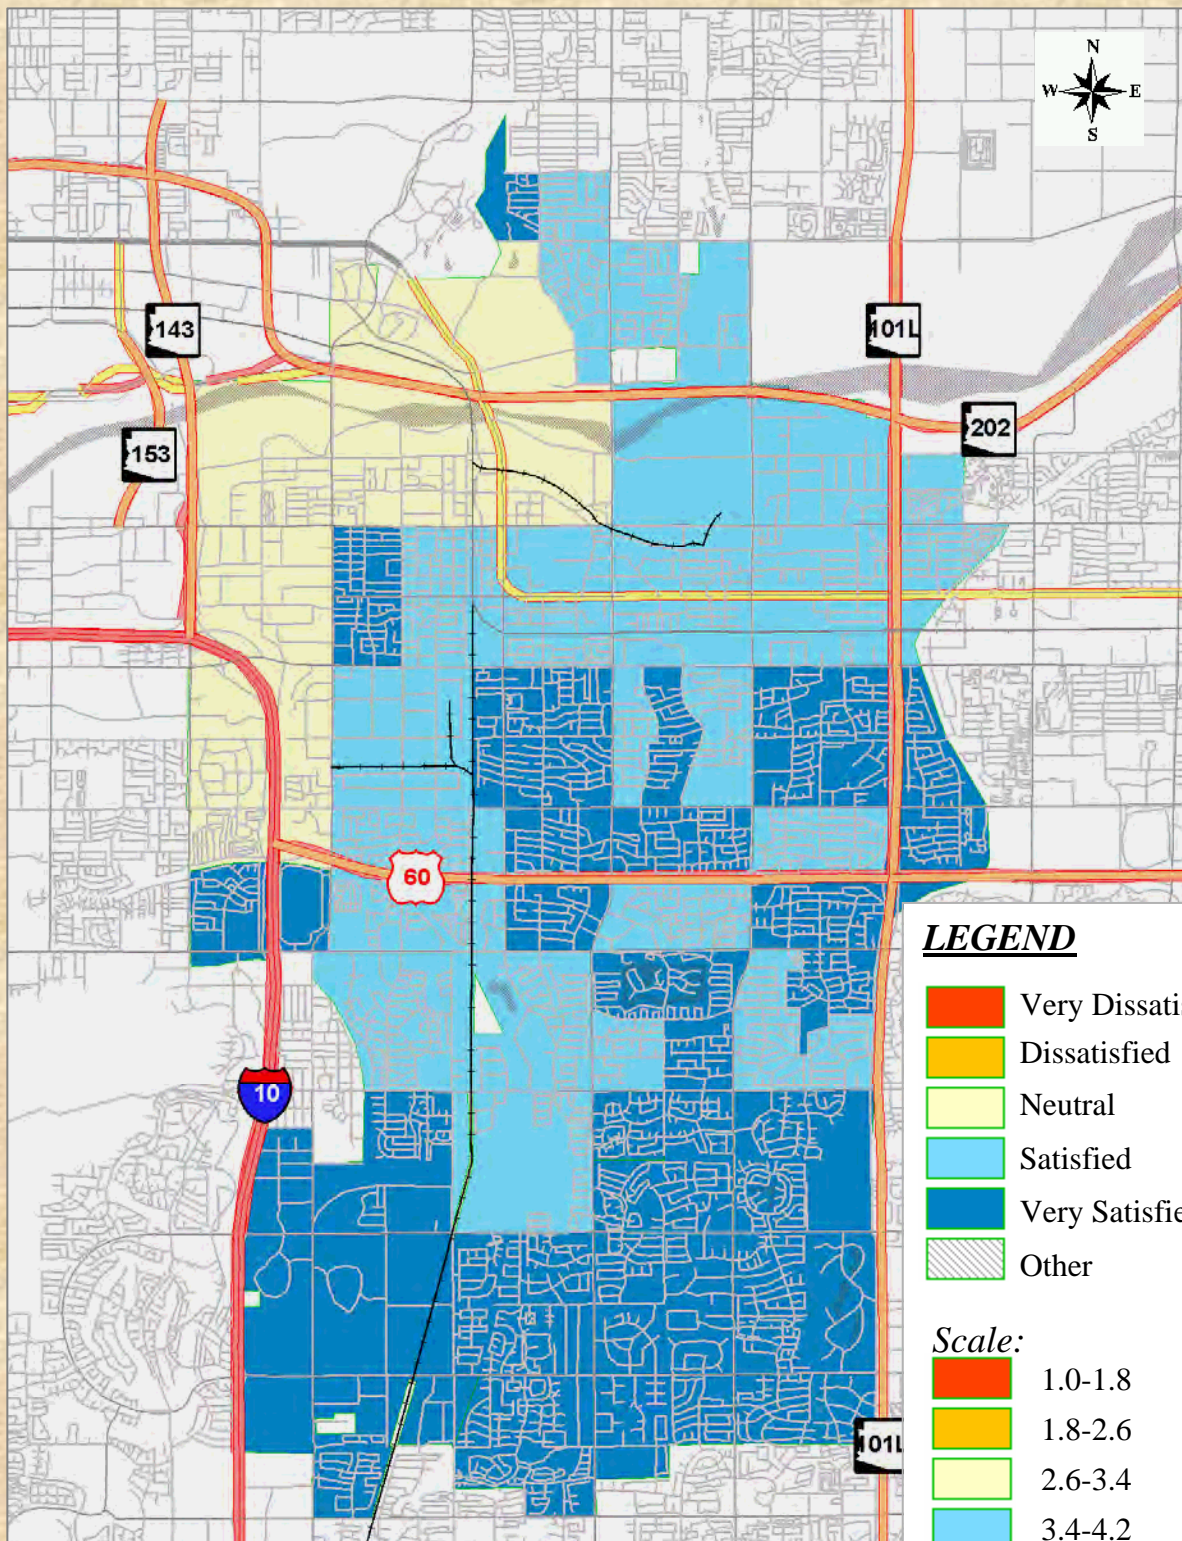 N
W E
S
143
101L
202
153
60
10
LEGEND
Very Dissatis
Dissatisfied
Neutral
Satisfied
Very Satisfie
Other
Scale:
1.0-1.8
101L
1.8-2.6
2.6-3.4
3.4-4.2